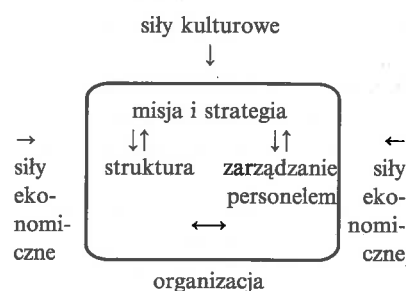 siły kulturowe
↓
misja i strategia
→ ↓↑ ↓↑ ←
siły struktura zarządzanie siły
eko- personelem eko-
nomi- ↔ nomi-
czne czne
organizacja